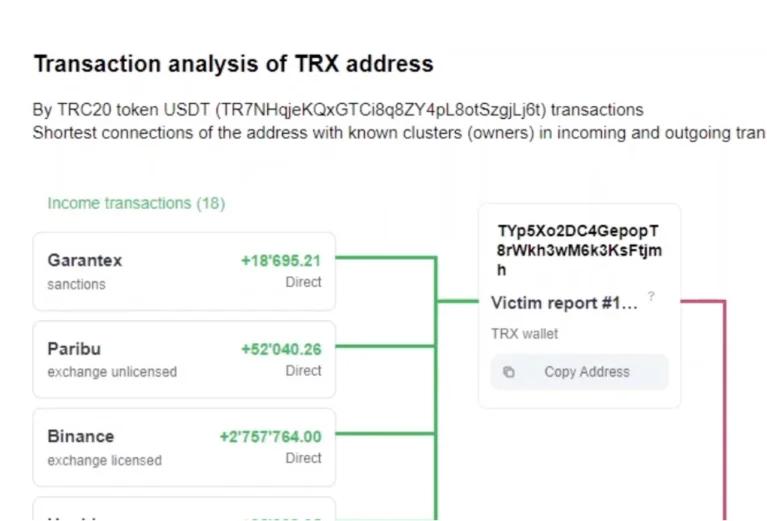 Transaction analysis of TRX address
By TRC20 token USDT (TR7NHqjeKQxGTCi8q8ZY4pL8otSzgjLj6t) transactions
Shortest connections of the address with known clusters (owners) in incoming and outgoing tran
Income transactions (18)
Garantex +18'695.21
sanctions Direct
Paribu +52'040.26
exchange unlicensed Direct
Binance +2'757'764.00
exchange licensed Direct
TYp5Xo2DC4GepopT
8rWkh3wM6k3KsFtjm
h
Victim report #1... ?
TRX wallet
Copy Address